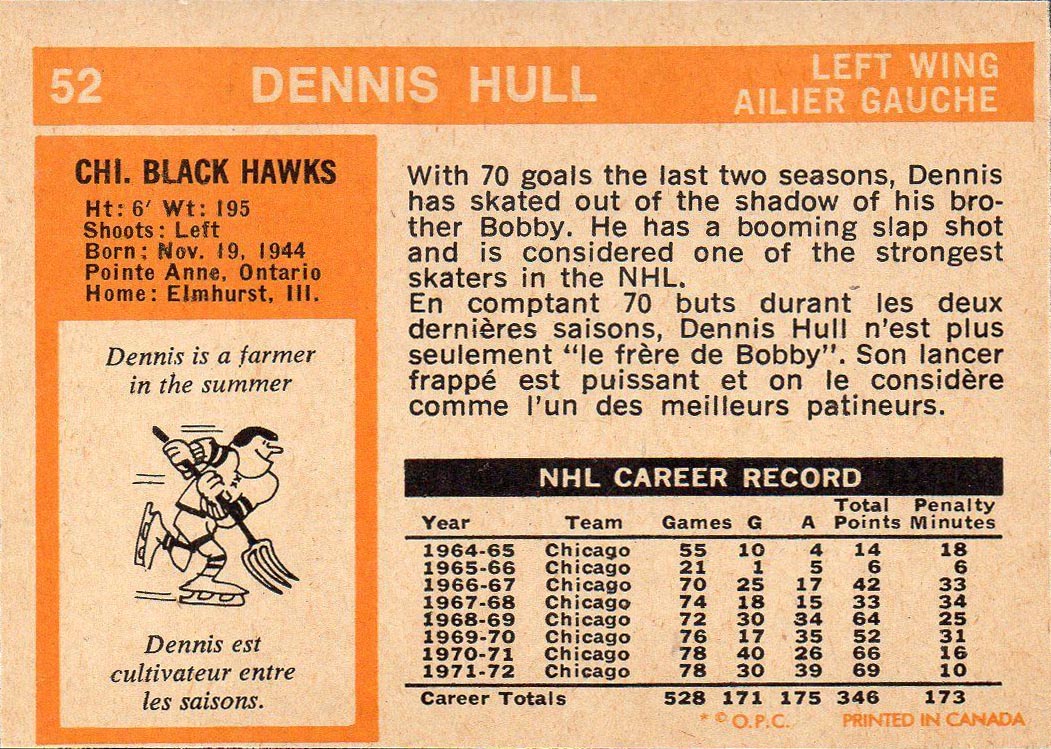 52 DENNIS HULL LEFT WING
AILIER GAUCHE
CHI. BLACK HAWKS
Ht: 6' Wt: 195
Shoots: Left
Born: Nov. 19, 1944
Pointe Anne, Ontario
Home: Elmhurst, Ill.
Dennis is a farmer
in the summer
Dennis est
cultivateur entre
les saisons.
With 70 goals the last two seasons, Dennis
has skated out of the shadow of his bro-
ther Bobby. He has a booming slap shot
and is considered one of the strongest
skaters in the NHL.
En comptant 70 buts durant les deux
dernières saisons, Dennis Hull n'est plus
seulement "le frère de Bobby". Son lancer
frappé est puissant et on le considère
comme l'un des meilleurs patineurs.
NHL CAREER RECORD
Total Penalty
Year Team Games G A Points Minutes
1964-65 Chicago 55 10 4 14 18
1965-66 Chicago 21 1 5 6 6
1966-67 Chicago 70 25 17 42 33
1967-68 Chicago 74 18 15 33 34
1968-69 Chicago 72 30 34 64 25
1969-70 Chicago 76 17 35 52 31
1970-71 Chicago 78 40 26 66 16
1971-72 Chicago 78 30 39 69 10
Career Totals 528 171 175 346 173
* © O.P.C. PRINTED IN CANADA